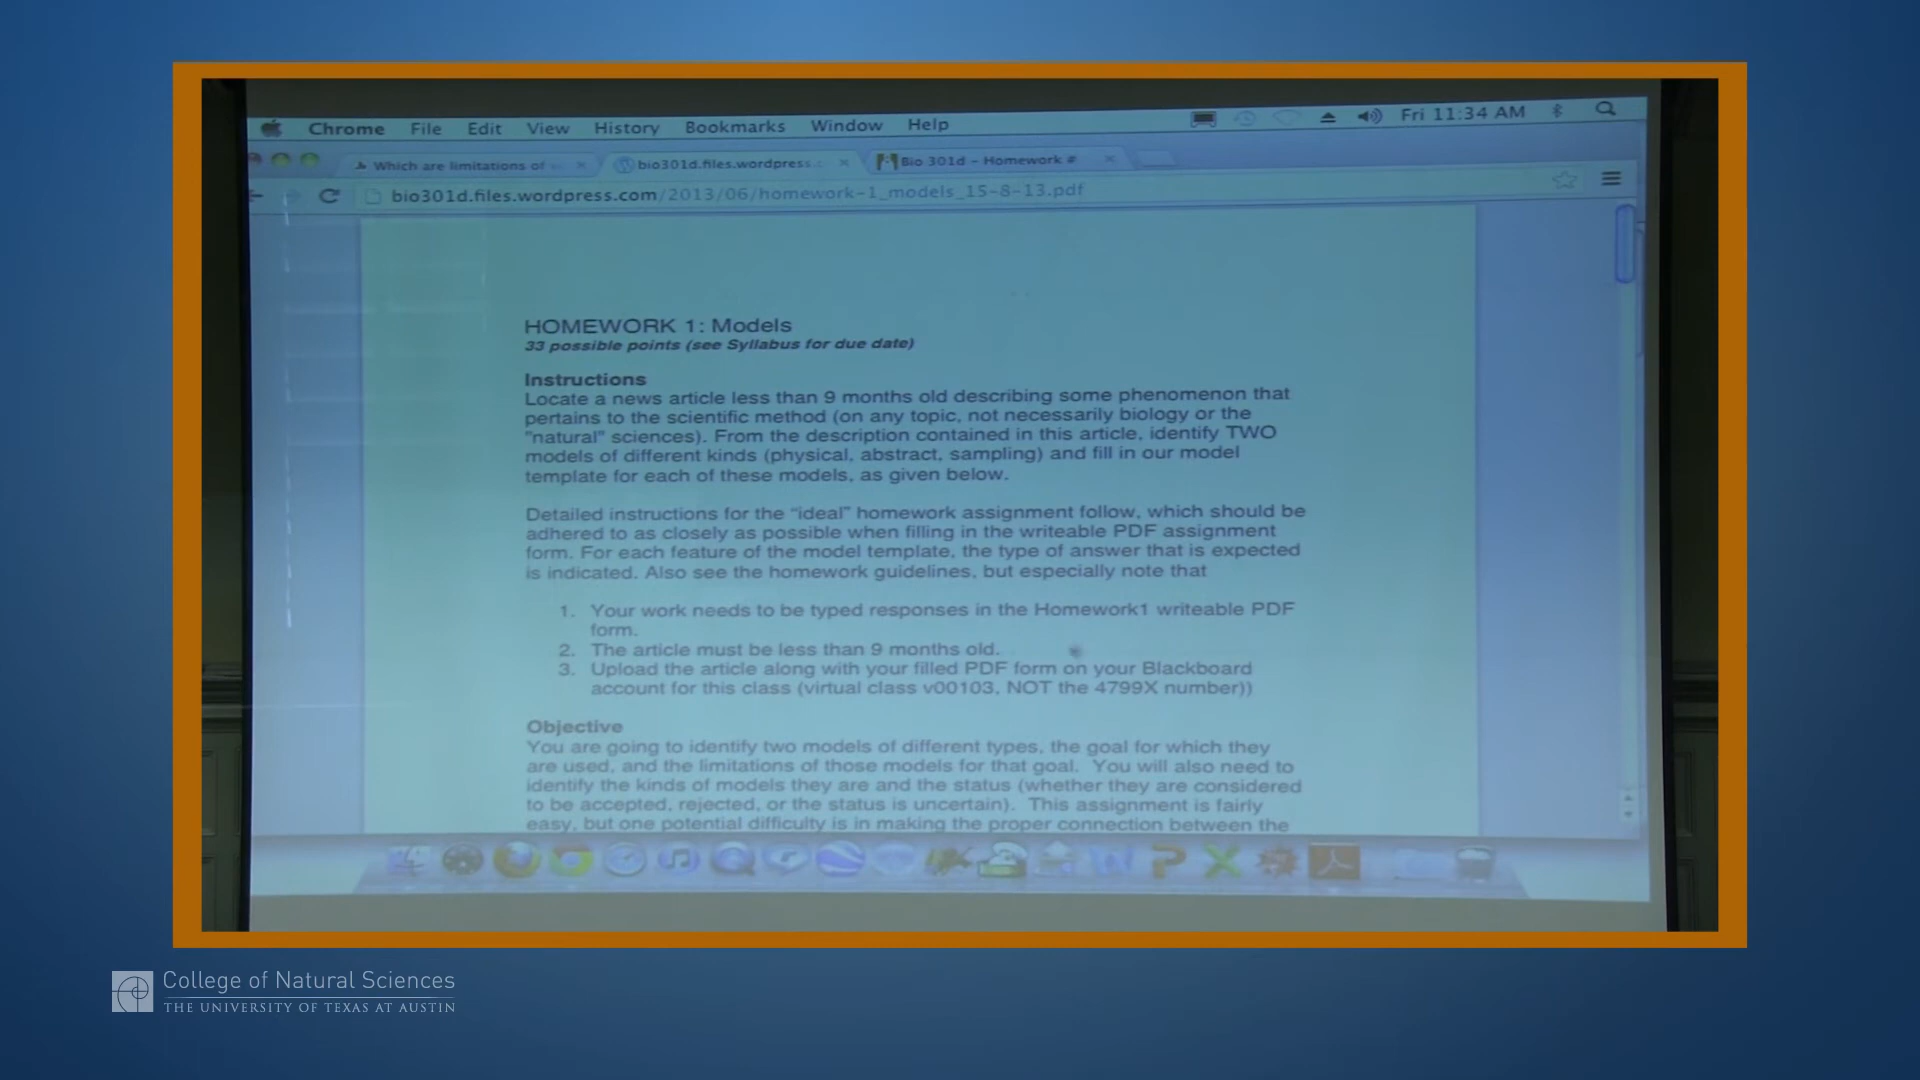 Chrome File Edit View History Bookmarks Window Help Fri 11:34 AM
Which are limitations of
bio301d.files.wordpress.c
Bio 301d - Homework #
bio301d.files.wordpress.com/2013/06/homework-1_models_15-8-13.pdf
HOMEWORK 1: Models
33 possible points (see Syllabus for due date)
Instructions
Locate a news article less than 9 months old describing some phenomenon that
pertains to the scientific method (on any topic, not necessarily biology or the
"natural" sciences). From the description contained in this article, identify TWO
models of different kinds (physical, abstract, sampling) and fill in our model
template for each of these models, as given below.
Detailed instructions for the "ideal" homework assignment follow, which should be
adhered to as closely as possible when filling in the writeable PDF assignment
form. For each feature of the model template, the type of answer that is expected
is indicated. Also see the homework guidelines, but especially note that
1. Your work needs to be typed responses in the Homework1 writeable PDF
form.
2. The article must be less than 9 months old.
3. Upload the article along with your filled PDF form on your Blackboard
account for this class (virtual class v00103, NOT the 4799X number))
Objective
You are going to identify two models of different types, the goal for which they
are used, and the limitations of those models for that goal. You will also need to
identify the kinds of models they are and the status (whether they are considered
to be accepted, rejected, or the status is uncertain). This assignment is fairly
easy, but one potential difficulty is in making the proper connection between the
College of Natural Sciences
THE UNIVERSITY OF TEXAS AT AUSTIN